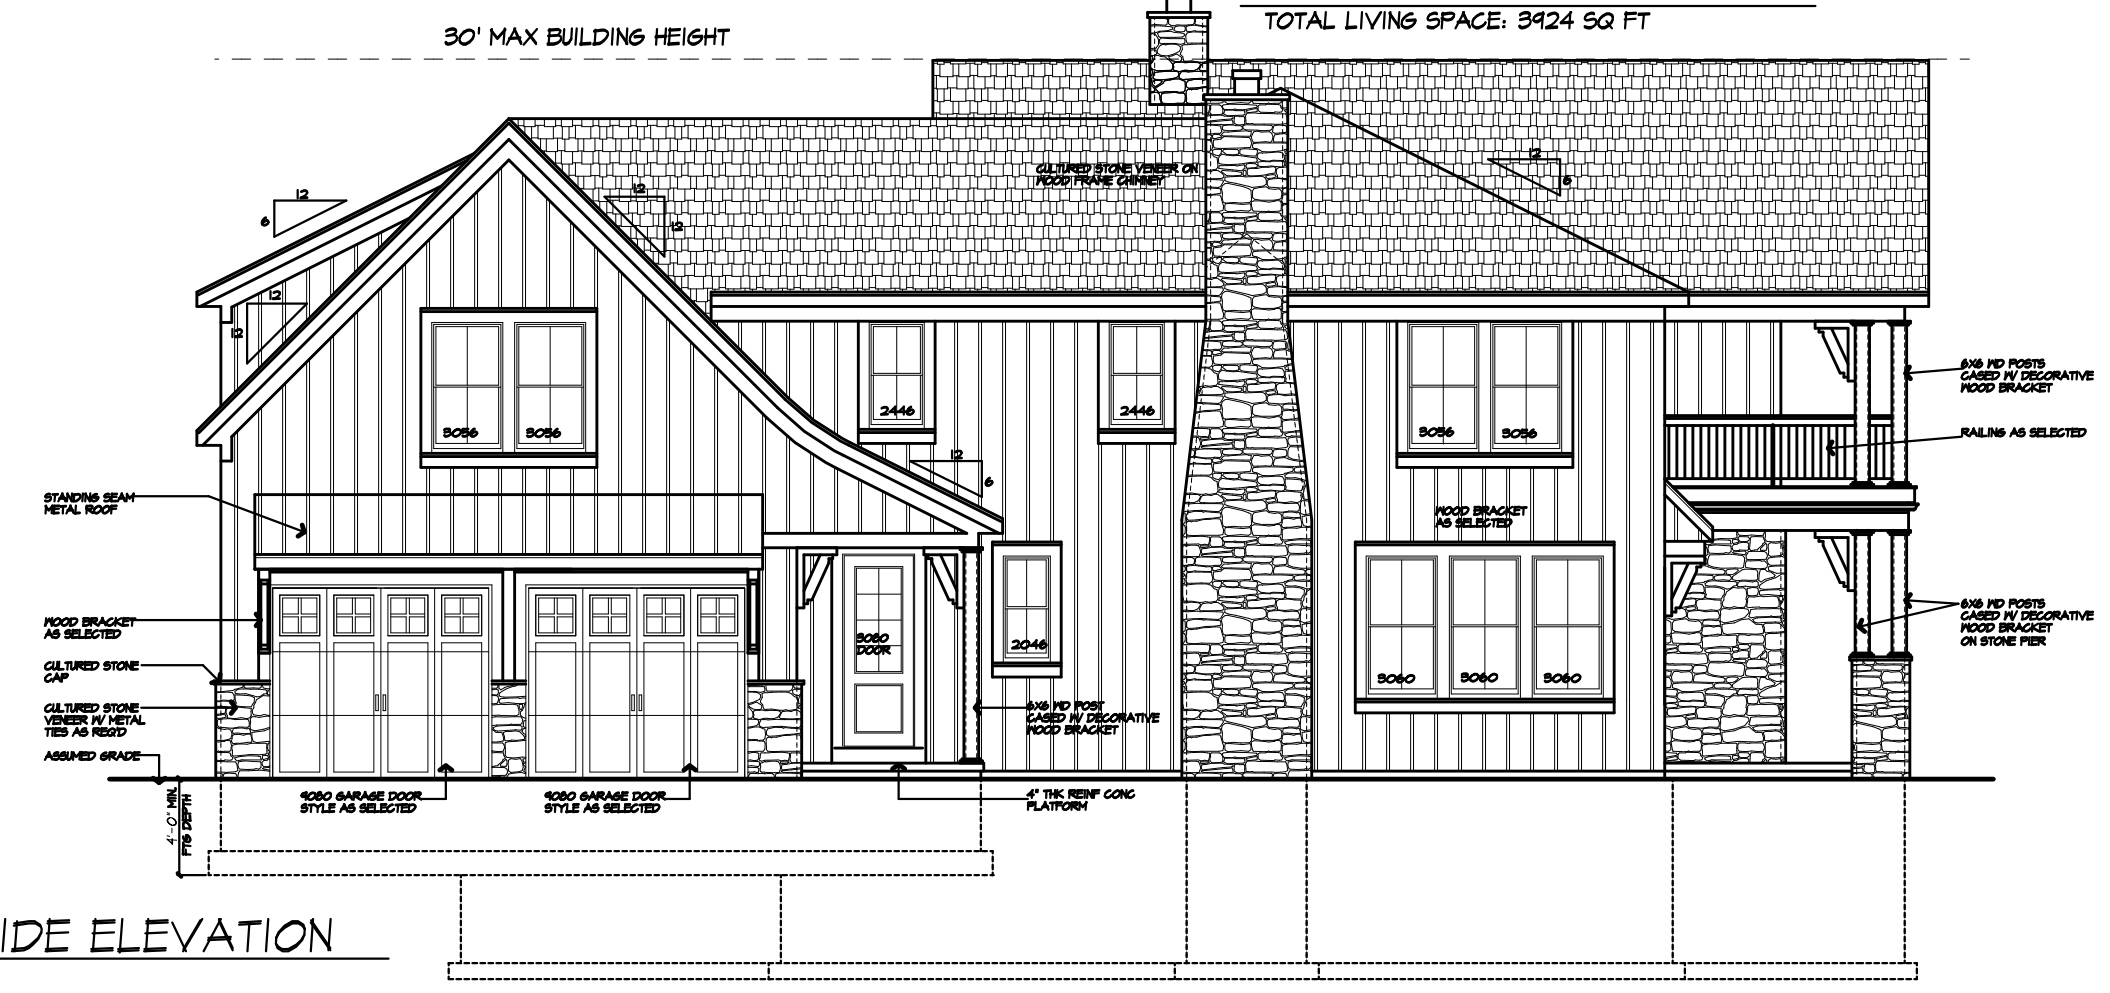 TOTAL LIVING SPACE: 3924 SQ FT
30' MAX BUILDING HEIGHT
CULTURED STONE VENEER ON
WOOD FRAME CHIMNEY
12
6
12
12
12
6
12
12
2446
2446
3056
3056
3056
3056
6X6 WD POSTS
CASED W/ DECORATIVE
WOOD BRACKET
RAILING AS SELECTED
12
6
STANDING SEAM
METAL ROOF
WOOD BRACKET
AS SELECTED
WOOD BRACKET
AS SELECTED
3080
DOOR
2046
6X6 WD POSTS
CASED W/ DECORATIVE
WOOD BRACKET
ON STONE PIER
CULTURED STONE
CAP
3060
3060
3060
CULTURED STONE
VENEER W/ METAL
TIES AS REQ'D
6X6 WD POST
CASED W/ DECORATIVE
WOOD BRACKET
ASSUMED GRADE
9080 GARAGE DOOR
STYLE AS SELECTED
9080 GARAGE DOOR
STYLE AS SELECTED
4" THK REINF CONC
PLATFORM
4'-0" MIN.
FTG DEPTH
IDE ELEVATION